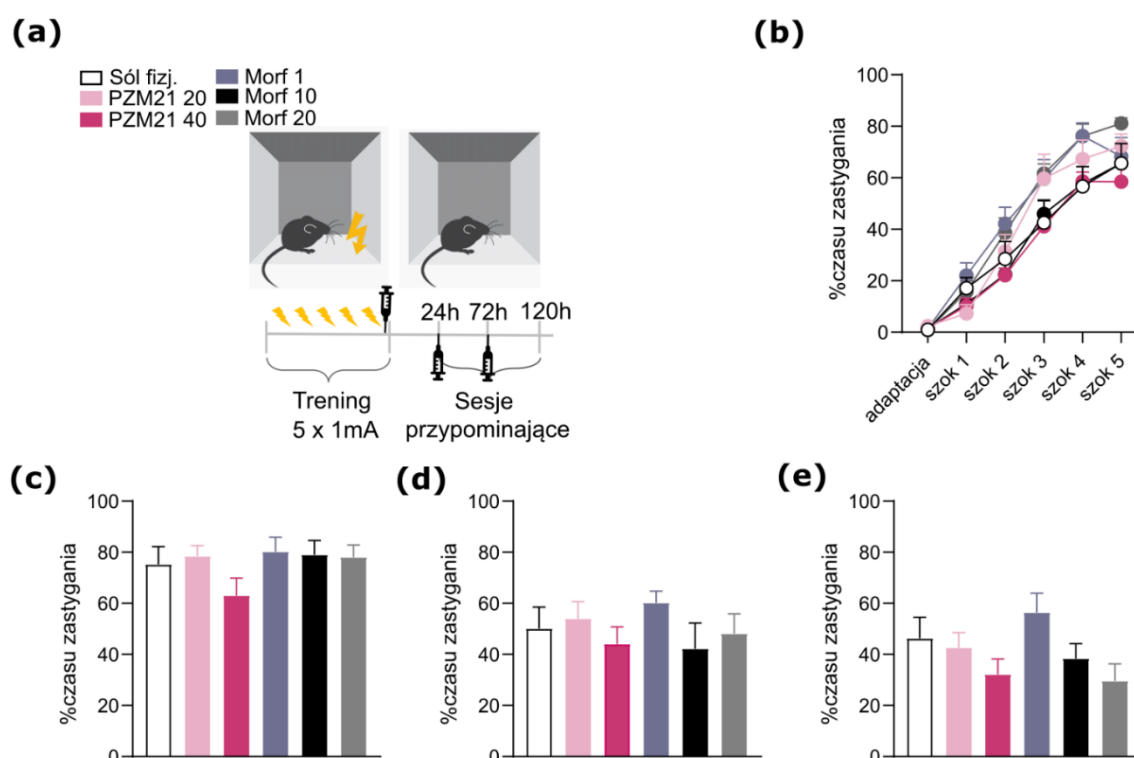 (a)
Sól fizj.
Morf 1
PZM21 20
Morf 10
PZM21 40
Morf 20
24h
72h
120h
Trening
5 x 1mA
Sesje
przypominające
(b)
%czasu zastygania
100
80
60
40
20
0
adaptacja
szok 1
szok 2
szok 3
szok 4
szok 5
(c)
%czasu zastygania
100
80
60
40
20
0
(d)
%czasu zastygania
100
80
60
40
20
0
(e)
%czasu zastygania
100
80
60
40
20
0